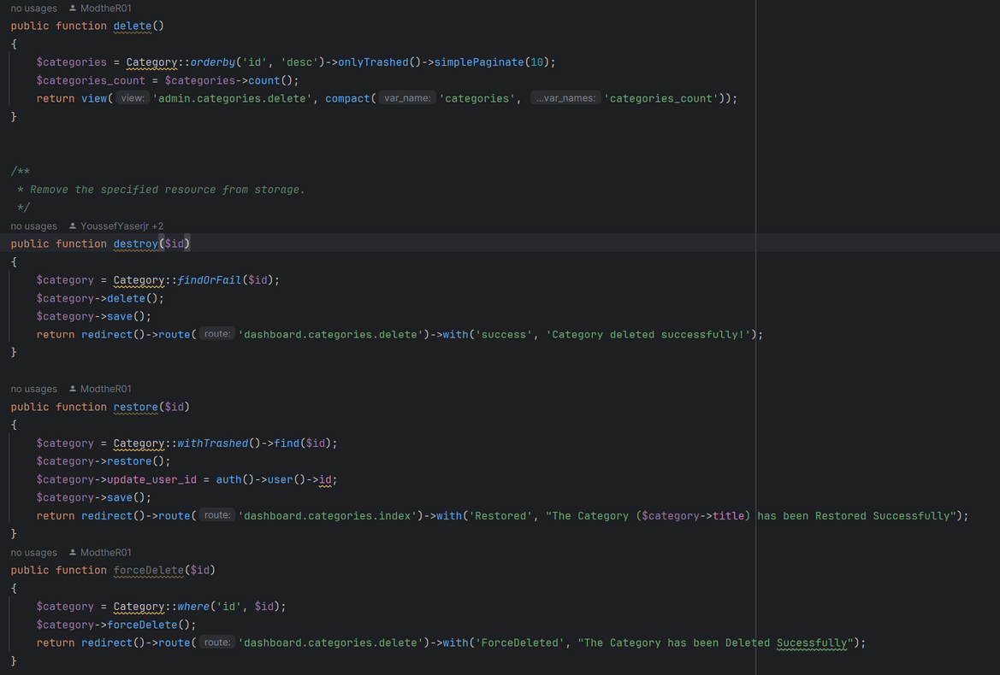 no usages ModtheR01
public function delete()
{
$categories = Category::orderby('id', 'desc')->onlyTrashed()->simplePaginate(10);
$categories_count = $categories->count();
return view( view: 'admin.categories.delete', compact( var_name: 'categories', ...var_names: 'categories_count'));
}
/**
* Remove the specified resource from storage.
*/
no usages YoussefYaserjr +2
public function destroy($id)
{
$category = Category::findOrFail($id);
$category->delete();
$category->save();
return redirect()->route( route: 'dashboard.categories.delete')->with('success', 'Category deleted successfully!');
}
no usages ModtheR01
public function restore($id)
{
$category = Category::withTrashed()->find($id);
$category->restore();
$category->update_user_id = auth()->user()->id;
$category->save();
return redirect()->route( route: 'dashboard.categories.index')->with('Restored', "The Category ($category->title) has been Restored Successfully");
}
no usages ModtheR01
public function forceDelete($id)
{
$category = Category::where('id', $id);
$category->forceDelete();
return redirect()->route( route: 'dashboard.categories.delete')->with('ForceDeleted', "The Category has been Deleted Sucessfully");
}